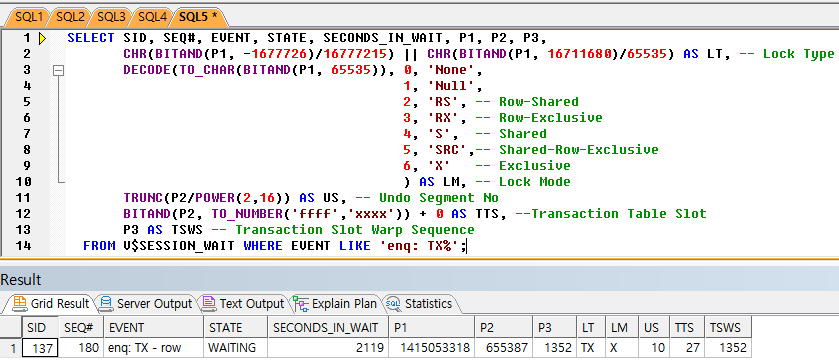 SQL1 SQL2 SQL3 SQL4 SQL5 *
1 SELECT SID, SEQ#, EVENT, STATE, SECONDS_IN_WAIT, P1, P2, P3,
2 CHR(BITAND(P1, -1677726)/16777215) || CHR(BITAND(P1, 16711680)/65535) AS LT, -- Lock Type
3 DECODE(TO_CHAR(BITAND(P1, 65535)), 0, 'None',
4 1, 'Null',
5 2, 'RS', -- Row-Shared
6 3, 'RX', -- Row-Exclusive
7 4, 'S', -- Shared
8 5, 'SRC',-- Shared-Row-Exclusive
9 6, 'X' -- Exclusive
10 ) AS LM, -- Lock Mode
11 TRUNC(P2/POWER(2,16)) AS US, -- Undo Segment No
12 BITAND(P2, TO_NUMBER('ffff','xxxx')) + 0 AS TTS, --Transaction Table Slot
13 P3 AS TSWS -- Transaction Slot Warp Sequence
14 FROM V$SESSION_WAIT WHERE EVENT LIKE 'enq: TX%';
Result
Grid Result Server Output Text Output Explain Plan SQL Statistics
SID SEQ# EVENT STATE SECONDS_IN_WAIT P1 P2 P3 LT LM US TTS TSWS
1 137 180 enq: TX - row WAITING 2119 1415053318 655387 1352 TX X 10 27 1352